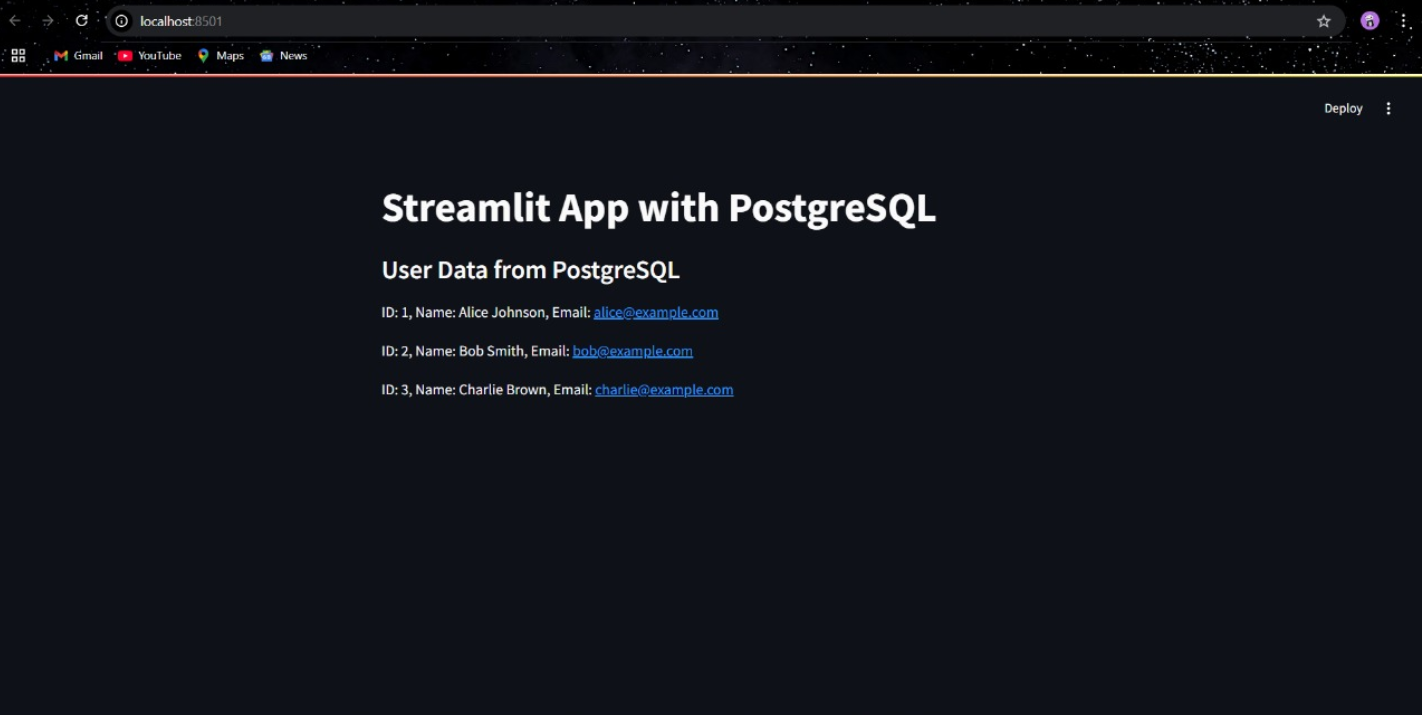 localhost:8501
Gmail YouTube Maps News
Deploy
Streamlit App with PostgreSQL
User Data from PostgreSQL
ID: 1, Name: Alice Johnson, Email: alice@example.com
ID: 2, Name: Bob Smith, Email: bob@example.com
ID: 3, Name: Charlie Brown, Email: charlie@example.com